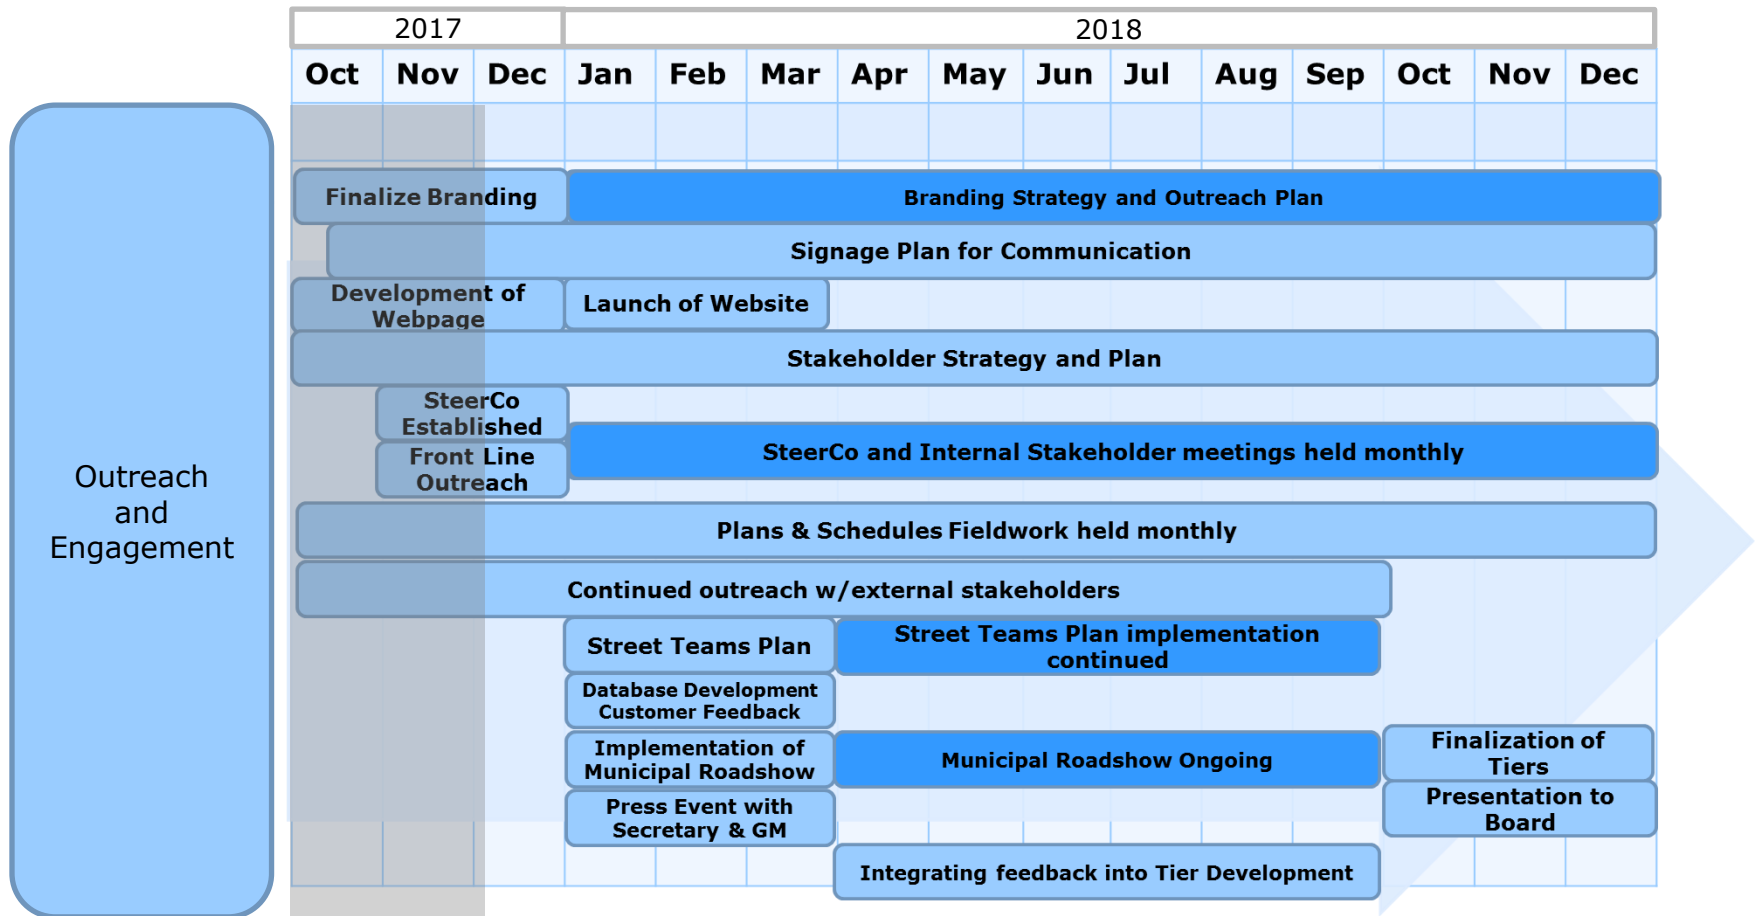 2017
2018
Oct Nov Dec Jan Feb Mar Apr May Jun Jul Aug Sep Oct Nov Dec
Outreach
and
Engagement
Finalize Branding
Branding Strategy and Outreach Plan
Signage Plan for Communication
Development of
Webpage
Launch of Website
Stakeholder Strategy and Plan
SteerCo
Established
Front Line
Outreach
SteerCo and Internal Stakeholder meetings held monthly
Plans & Schedules Fieldwork held monthly
Continued outreach w/external stakeholders
Street Teams Plan
Street Teams Plan implementation
continued
Database Development
Customer Feedback
Implementation of
Municipal Roadshow
Municipal Roadshow Ongoing
Finalization of
Tiers
Press Event with
Secretary & GM
Presentation to
Board
Integrating feedback into Tier Development